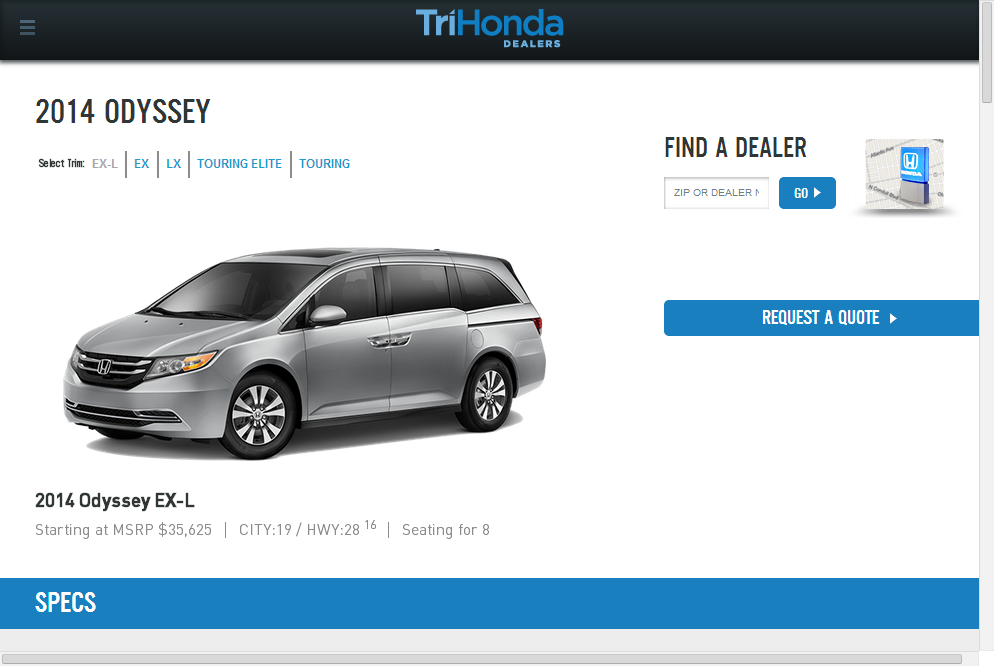 TriHonda
DEALERS
2014 ODYSSEY
Select Trim: EX-L EX LX TOURING ELITE TOURING
FIND A DEALER
ZIP OR DEALER N
GO
HONDA
2014 Odyssey EX-L
Starting at MSRP $35,625 | CITY:19 / HWY:28 16 | Seating for 8
REQUEST A QUOTE
SPECS